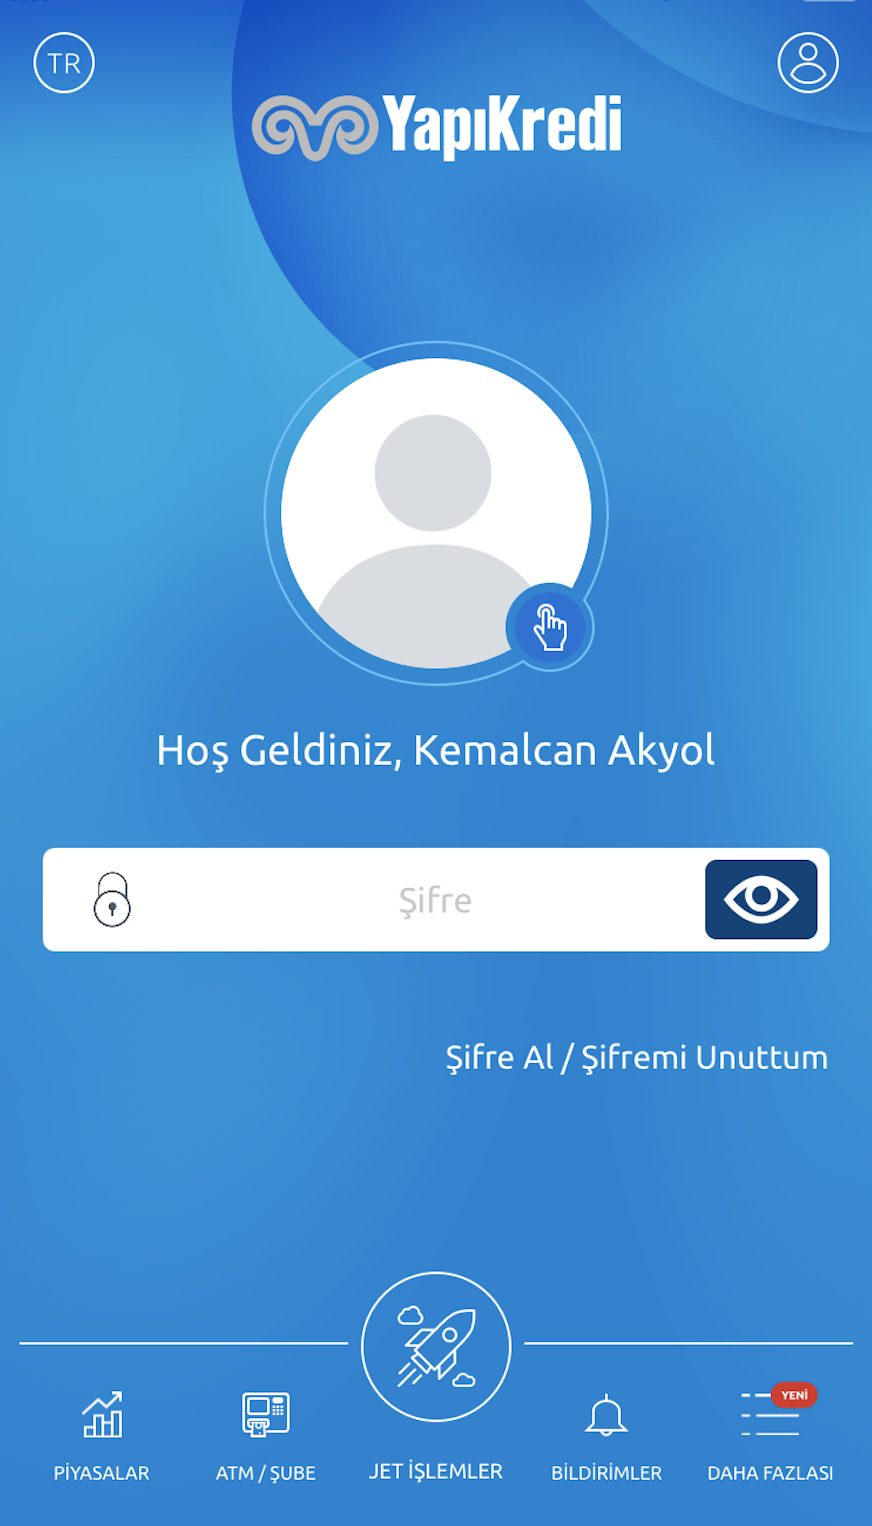 TR
YapıKredi
Hoş Geldiniz, Kemalcan Akyol
Şifre
Şifre Al / Şifremi Unuttum
YENİ
PİYASALAR
ATM / ŞUBE
JET İŞLEMLER
BİLDİRİMLER
DAHA FAZLASI